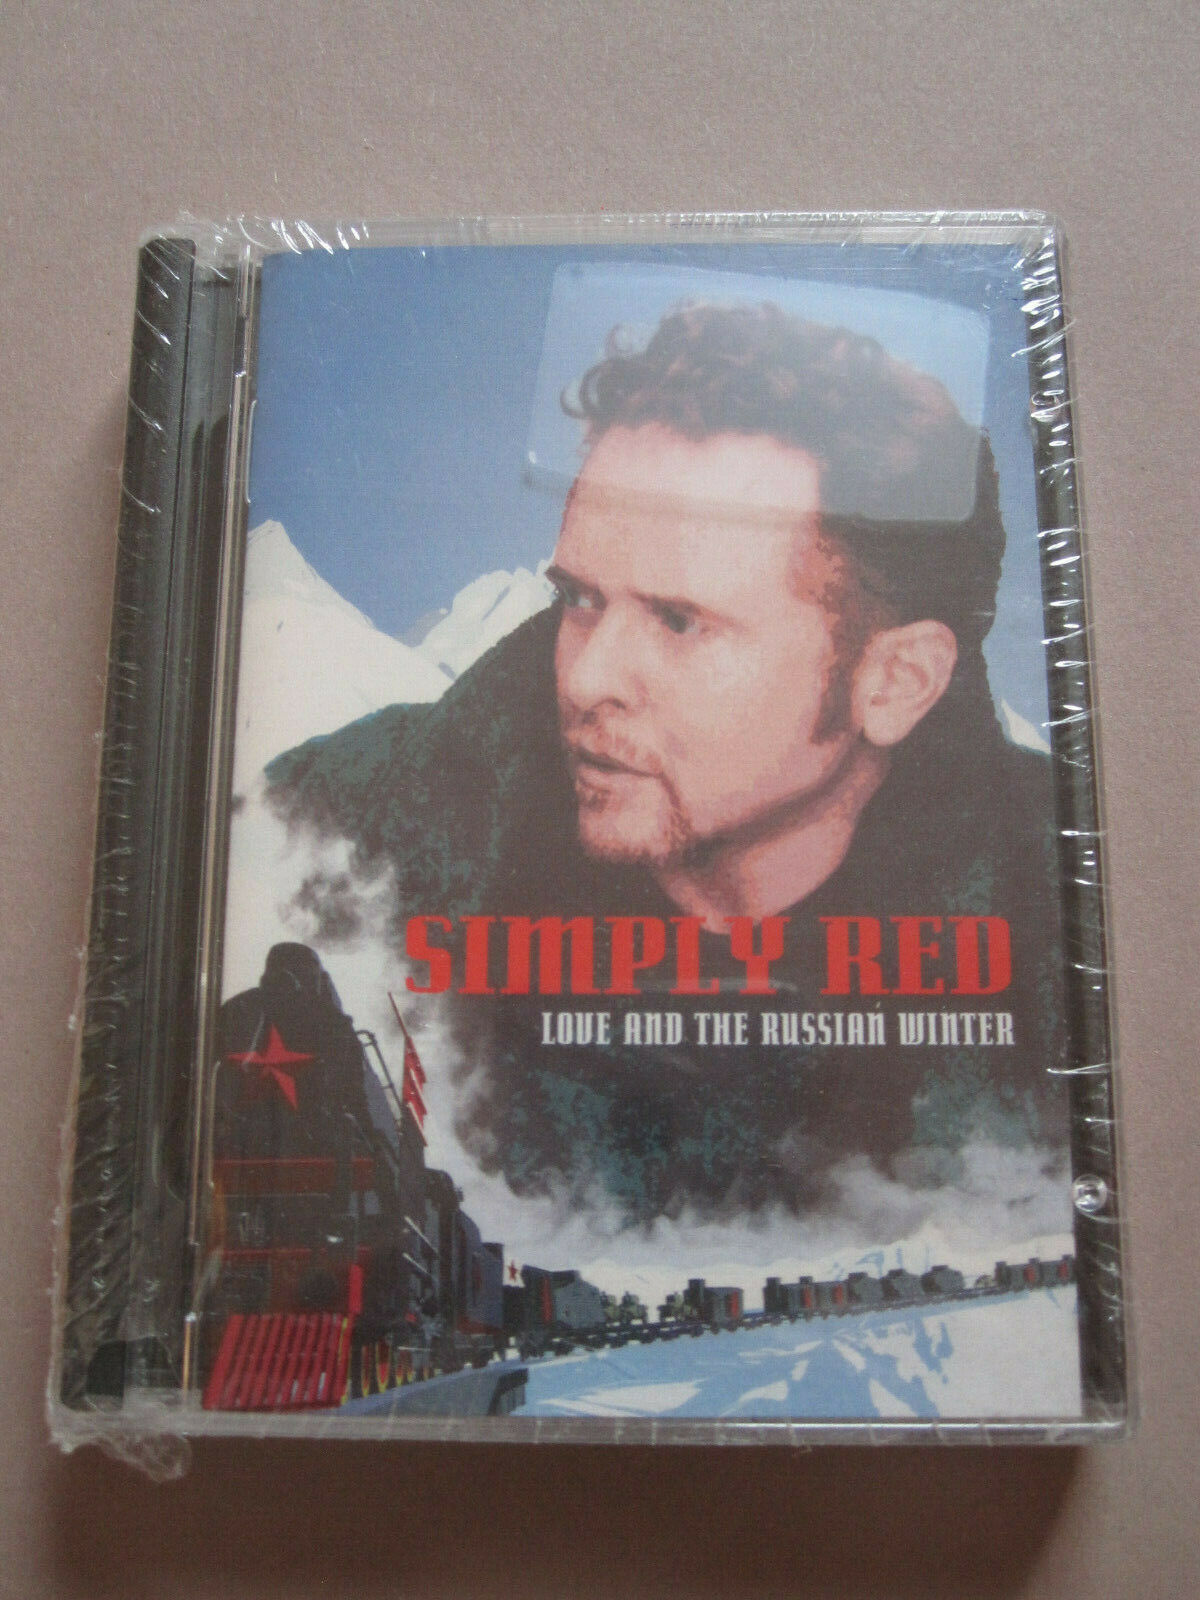 SIMPLY RED
LOVE AND THE RUSSIAN WINTER